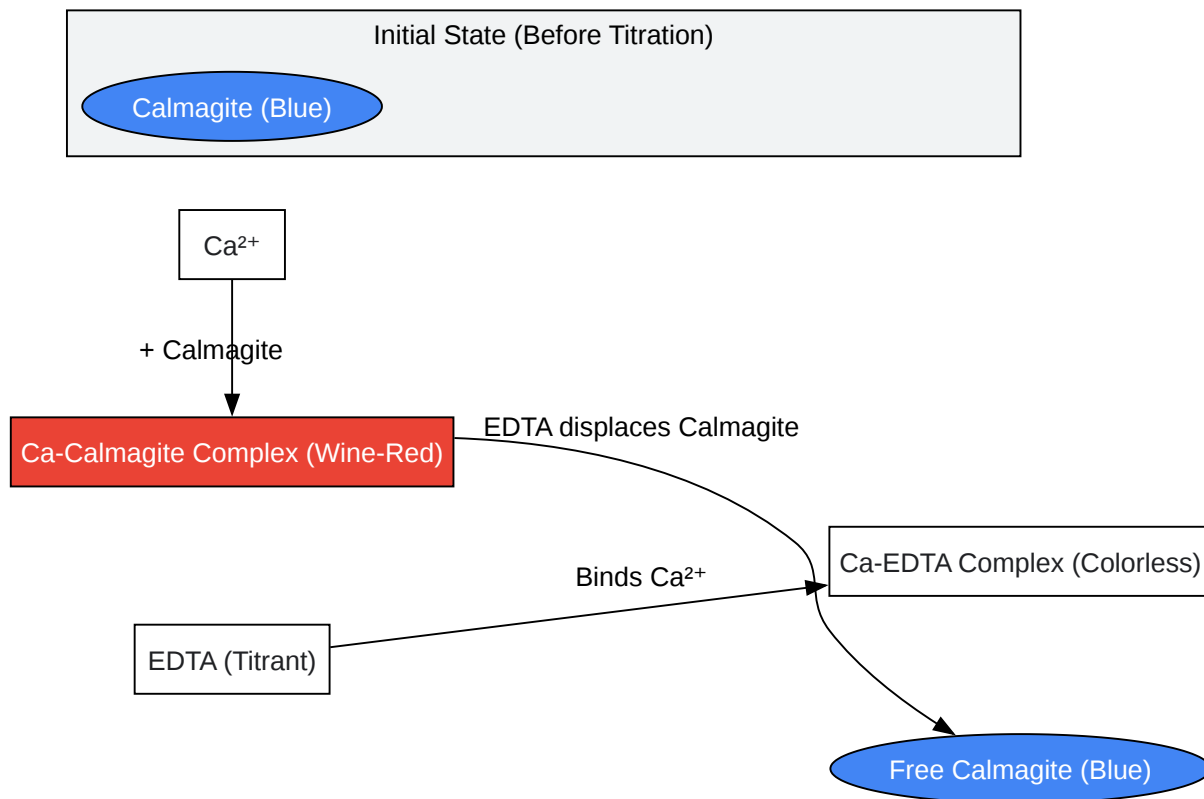 Initial State (Before Titration)
Calmagite (Blue)
Ca²⁺
+ Calmagite
Ca-Calmagite Complex (Wine-Red)
EDTA displaces Calmagite
Ca-EDTA Complex (Colorless)
Binds Ca²⁺
EDTA (Titrant)
Free Calmagite (Blue)